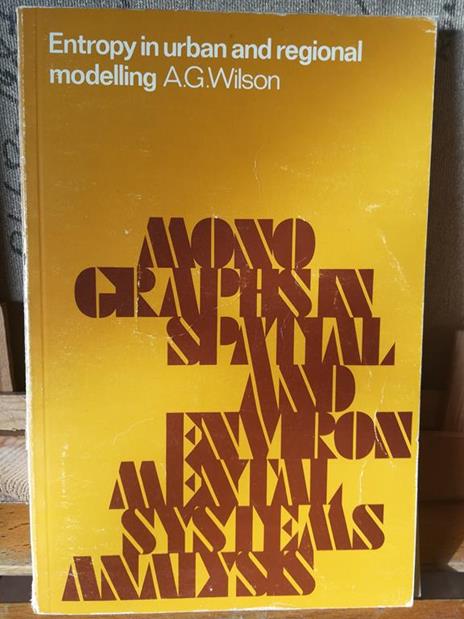 Entropy in urban and regional
modelling A.G.Wilson
MONO
GRAPHS IN
SPATIAL
AND
ENVIRON
MENTAL
SYSTEMS
ANALYSIS